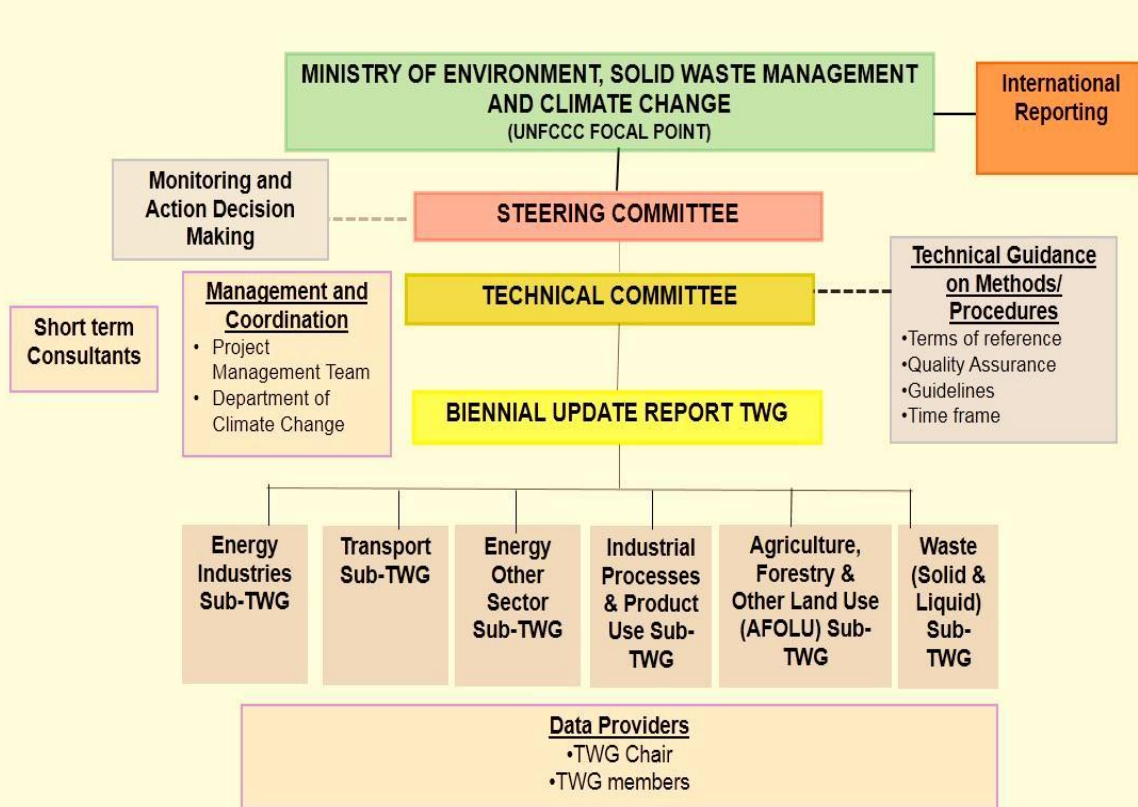 MINISTRY OF ENVIRONMENT, SOLID WASTE MANAGEMENT
AND CLIMATE CHANGE
(UNFCCC FOCAL POINT)
International
Reporting
Monitoring and
Action Decision
Making
STEERING COMMITTEE
Short term
Consultants
Management and
Coordination
• Project
Management Team
• Department of
Climate Change
TECHNICAL COMMITTEE
Technical Guidance
on Methods/
Procedures
•Terms of reference
•Quality Assurance
•Guidelines
•Time frame
BIENNIAL UPDATE REPORT TWG
Energy
Industries
Sub-TWG
Transport
Sub-TWG
Energy
Other
Sector
Sub-TWG
Industrial
Processes
& Product
Use Sub-
TWG
Agriculture,
Forestry &
Other Land Use
(AFOLU) Sub-
TWG
Waste
(Solid &
Liquid)
Sub-
TWG
Data Providers
•TWG Chair
•TWG members